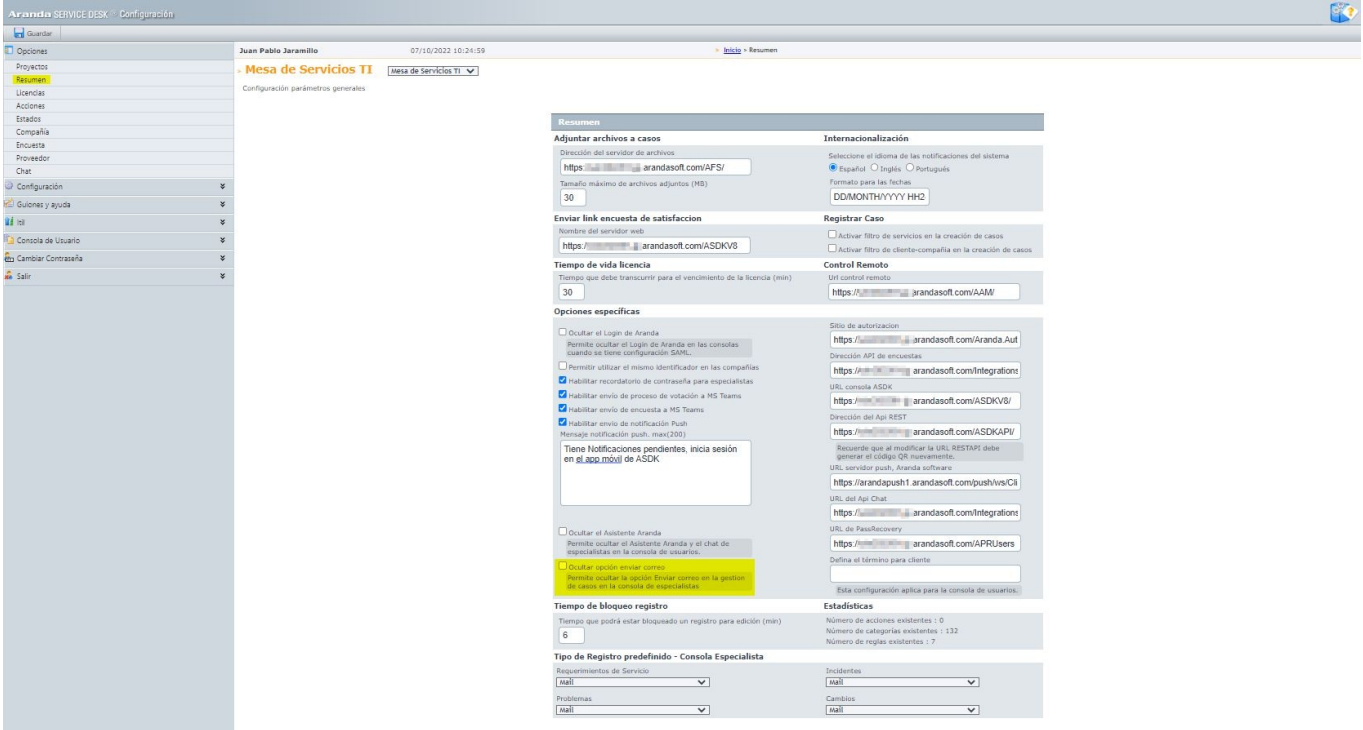 Aranda SERVICE DESK Configuración
Guardar
Opciones
Proyectos
Resumen
Licencias
Acciones
Estados
Compañía
Encuesta
Proveedor
Chat
Configuración
Guiones y ayuda
Itil
Consola de Usuario
Cambiar Contraseña
Salir
Juan Pablo Jaramillo 07/10/2022 10:24:59 Inicio > Resumen
Mesa de Servicios TI Mesa de Servicios TI
Configuración parámetros generales
Resumen
Adjuntar archivos a casos
Dirección del servidor de archivos
https: arandasoft.com/AFS/
Tamaño máximo de archivos adjuntos (MB)
30
Internacionalización
Seleccione el idioma de las notificaciones del sistema
Español Inglés Portugués
Formato para las fechas
DD/MONTH/YYYY HH2
Enviar link encuesta de satisfaccion
Nombre del servidor web
https:/ arandasoft.com/ASDKV8
Registrar Caso
Activar filtro de servicios en la creación de casos
Activar filtro de cliente-compañia en la creación de casos
Tiempo de vida licencia
Tiempo que debe transcurrir para el vencimiento de la licencia (min)
30
Control Remoto
Url control remoto
https:/ arandasoft.com/AAM/
Opciones específicas
Ocultar el Login de Aranda
Permite ocultar el Login de Aranda en las consolas
cuando se tiene configuración SAML.
Permitir utilizar el mismo identificador en las compañías
Habilitar recordatorio de contraseña para especialistas
Habilitar envío de proceso de votación a MS Teams
Habilitar envío de encuesta a MS Teams
Habilitar envio de notificación Push
Mensaje notificación push. max(200)
Tiene Notificaciones pendientes, inicia sesión
en el app móvil de ASDK
Ocultar el Asistente Aranda
Permite ocultar el Asistente Aranda y el chat de
especialistas en la consola de usuarios.
Ocultar opción enviar correo
Permite ocultar la opción Enviar correo en la gestion
de casos en la consola de especialistas
Sitio de autorizacion
https:/ arandasoft.com/Aranda.Aut
Dirección API de encuestas
https:/ arandasoft.com/Integrations
URL consola ASDK
https:/ arandasoft.com/ASDKV8/
Dirección del Api REST
https:/ arandasoft.com/ASDKAPI/
Recuerde que al modificar la URL RESTAPI debe
generar el código QR nuevamente.
URL servidor push, Aranda software
https://arandapush1.arandasoft.com/push/ws/Cli
URL del Api Chat
https:/ arandasoft.com/Integrations
URL de PassRecovery
https:/ arandasoft.com/APRUsers
Defina el término para cliente
Esta configuración aplica para la consola de usuarios.
Tiempo de bloqueo registro
Tiempo que podrá estar bloqueado un registro para edición (min)
6
Estadísticas
Número de acciones existentes : 0
Número de categorías existentes : 132
Número de reglas existentes : 7
Tipo de Registro predefinido - Consola Especialista
Requerimientos de Servicio
Mail
Incidentes
Mail
Problemas
Mail
Cambios
Mail